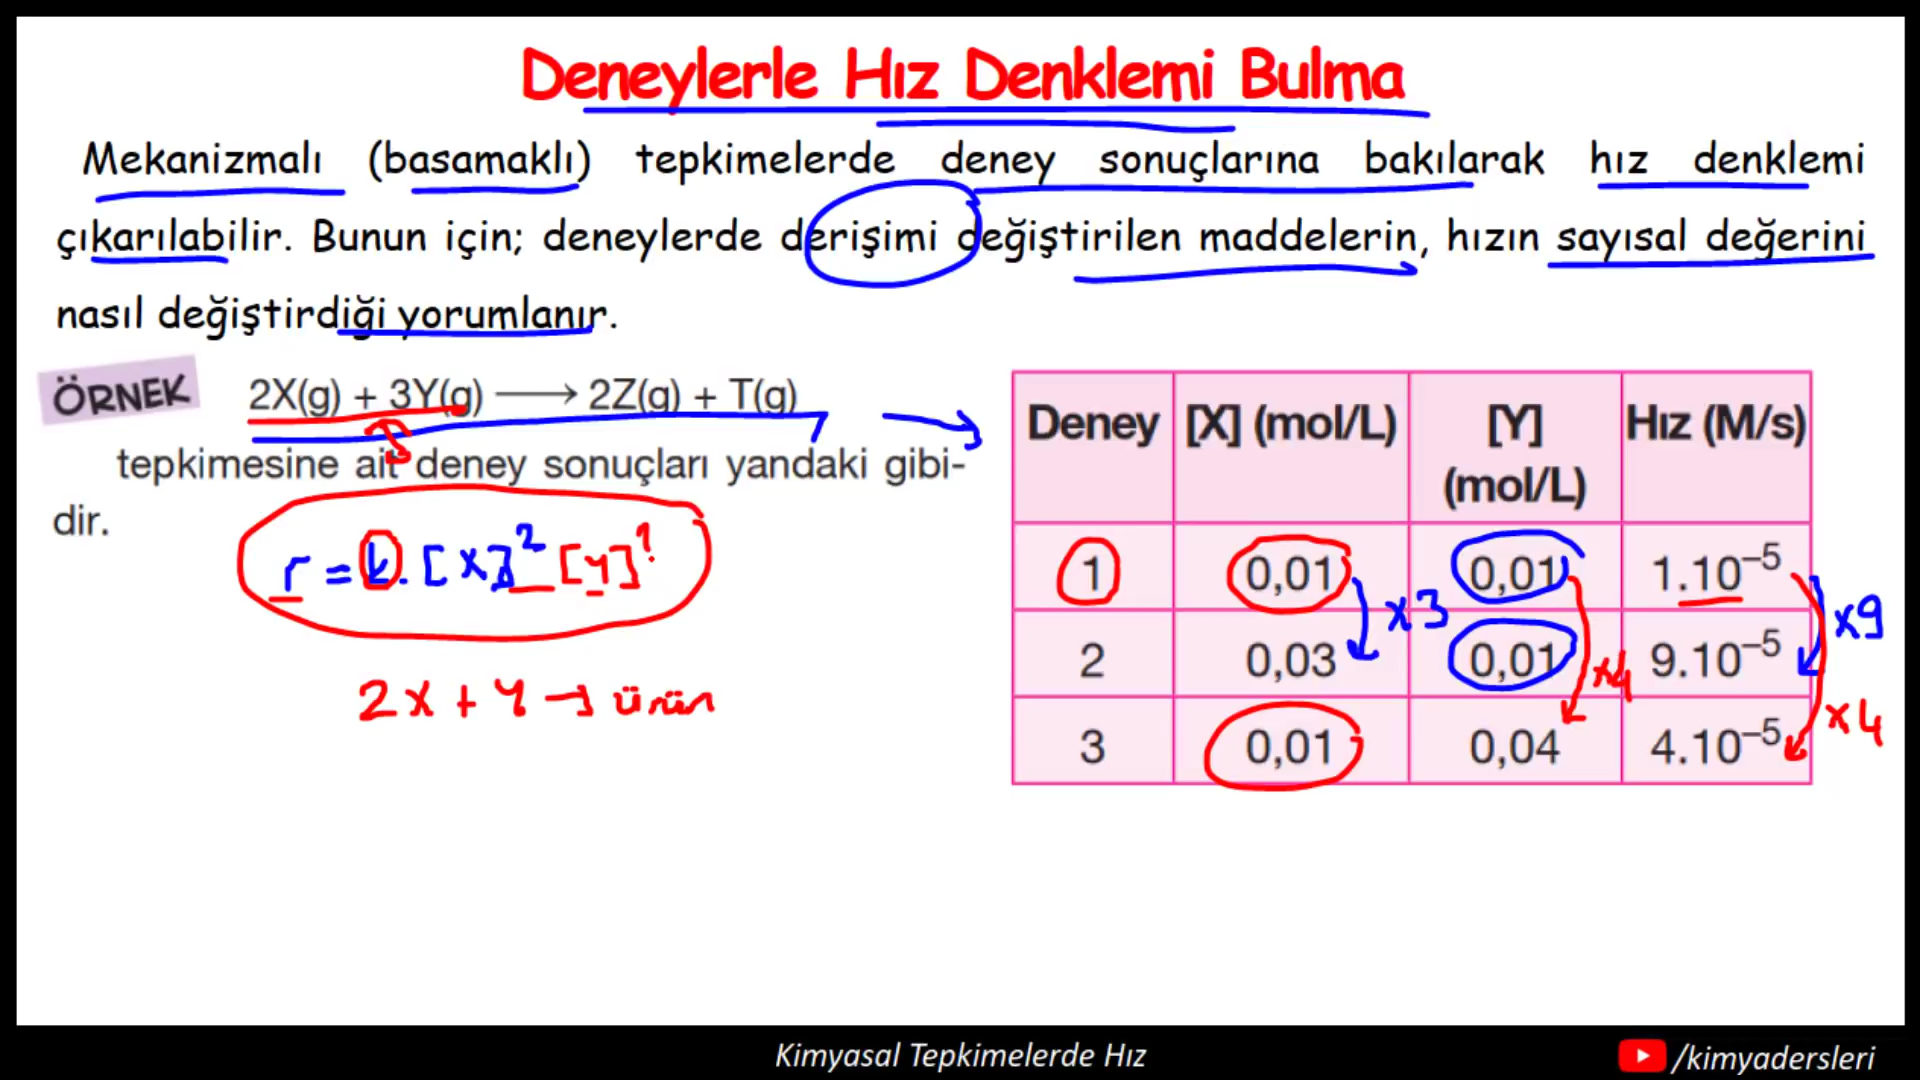 Deneylerle Hız Denklemi Bulma
Mekanizmalı (basamaklı) tepkimelerde deney sonuçlarına bakılarak hız denklemi
çıkarılabilir. Bunun için; deneylerde derişimi değiştirilen maddelerin, hızın sayısal değerini
nasıl değiştirdiği yorumlanır.
ÖRNEK 2X(g) + 3Y(g) ⟶ 2Z(g) + T(g)
tepkimesine ait deney sonuçları yandaki gibi-
dir.
r = k. [X]² [Y]?
2X + Y → ürün
Deney [X] (mol/L) [Y] (mol/L) Hız (M/s)
1 0,01 0,01 1.10⁻⁵
x3 x9
2 0,03 0,01 9.10⁻⁵
x4 x4
3 0,01 0,04 4.10⁻⁵
Kimyasal Tepkimelerde Hız
/kimyadersleri